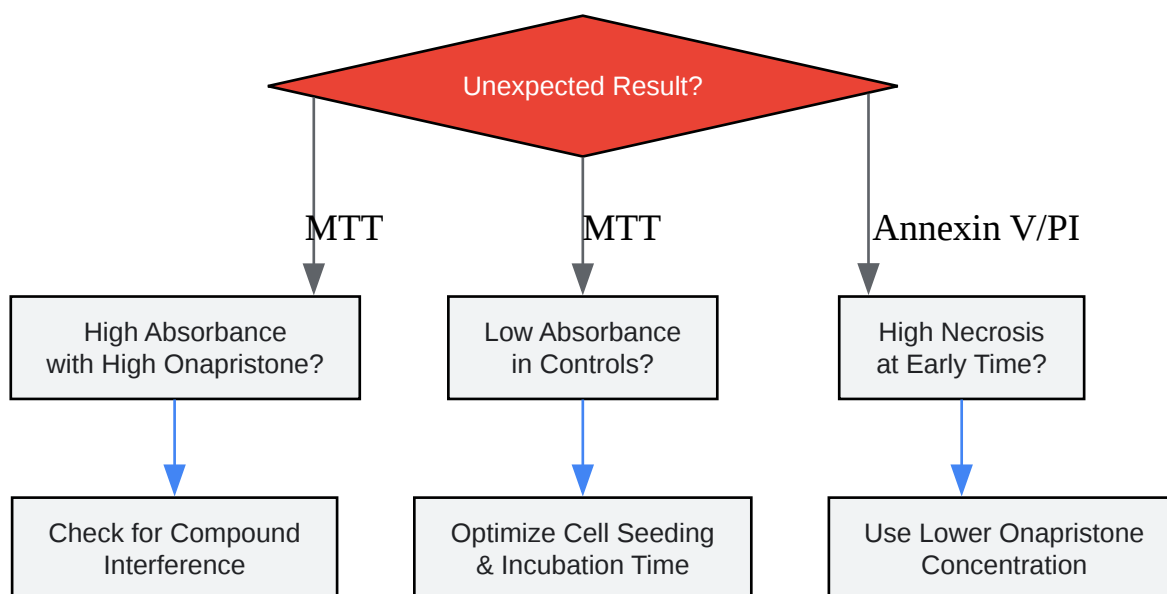 Unexpected Result?
MTT
MTT
Annexin V/PI
High Absorbance
with High Onapristone?
Low Absorbance
in Controls?
High Necrosis
at Early Time?
Check for Compound
Interference
Optimize Cell Seeding
& Incubation Time
Use Lower Onapristone
Concentration